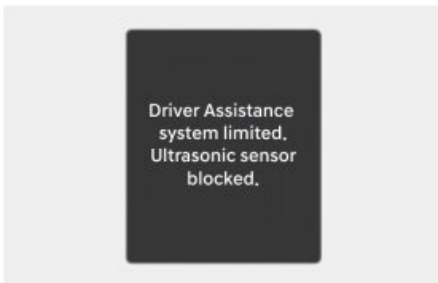 Driver Assistance
system limited.
Ultrasonic sensor
blocked.